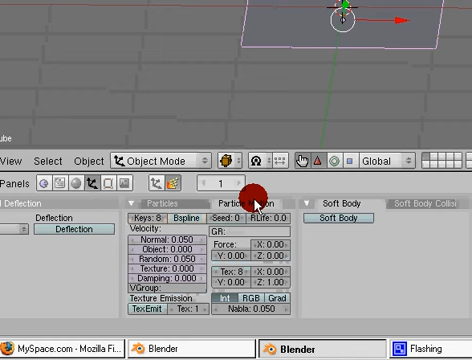 ube
View Select Object Object Mode Global
Panels 1
Deflection Particles Particle Motion Soft Body Soft Body Collisi
Deflection Keys: 8 Bspline Seed: 0 RLife: 0.0 Soft Body
Deflection Velocity: GR:
Normal: 0.050 Force: X: 0.00
Object: 0.000 Y: 0.00 Z: 0.00
Random: 0.050
Texture: 0.000 Tex: 8 X: 0.00
Damping: 0.000 Y: 0.00 Z: 1.00
VGroup:
Texture Emission Int RGB Grad
TexEmit Tex: 1 Nabla: 0.050
MySpace.com - Mozilla Fi... Blender Blender Flashing